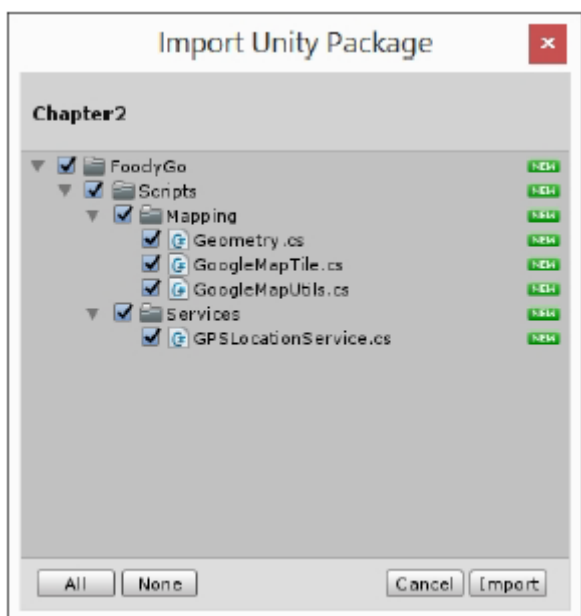 Import Unity Package
Chapter2
FoodyGo NEW
Scripts NEW
Mapping NEW
Geometry.cs NEW
GoogleMapTile.cs NEW
GoogleMapUtils.cs NEW
Services NEW
GPSLocationService.cs NEW
All None Cancel Import